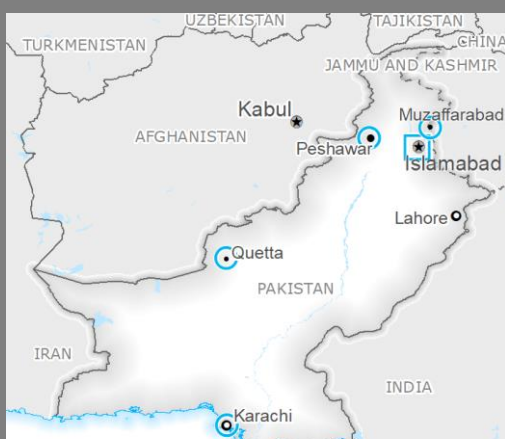 UZBEKISTAN
TAJIKISTAN
TURKMENISTAN
CHINA
JAMMU AND KASHMIR
Kabul
Muzaffarabad
AFGHANISTAN
Peshawar
Islamabad
Lahore
Quetta
PAKISTAN
IRAN
INDIA
Karachi